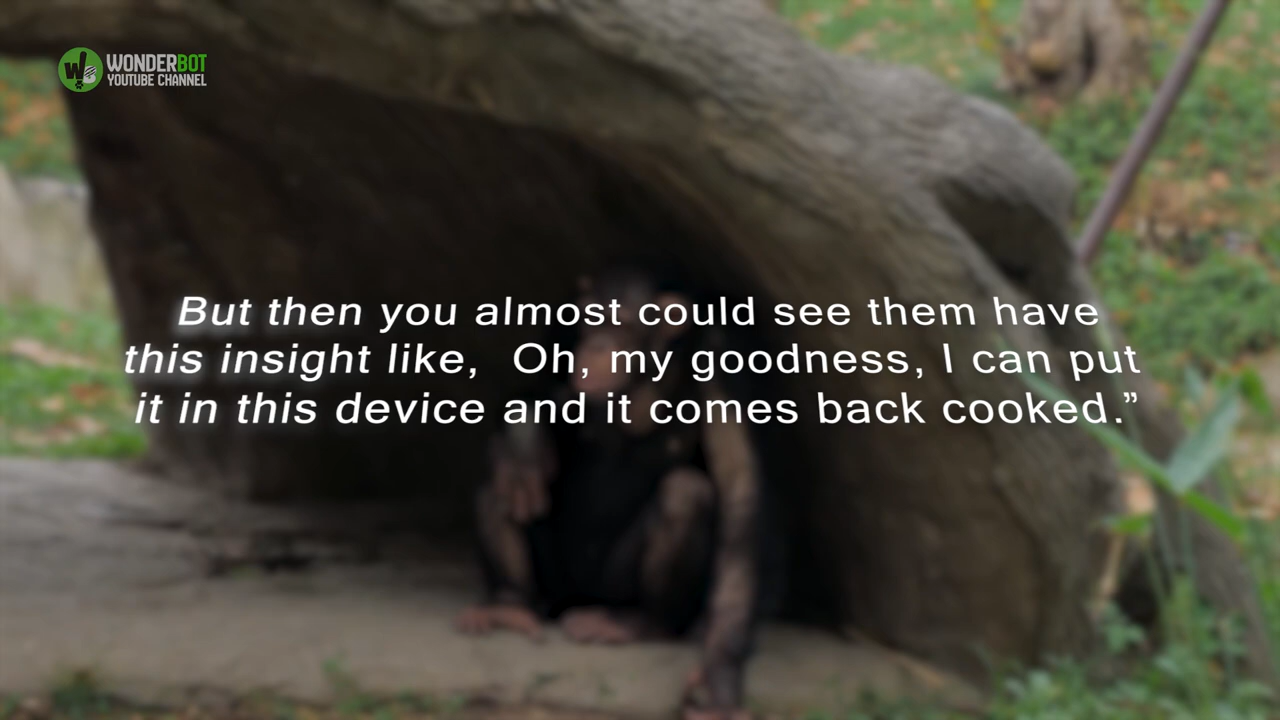 WONDERBOT
YOUTUBE CHANNEL
But then you almost could see them have
this insight like, Oh, my goodness, I can put
it in this device and it comes back cooked.”